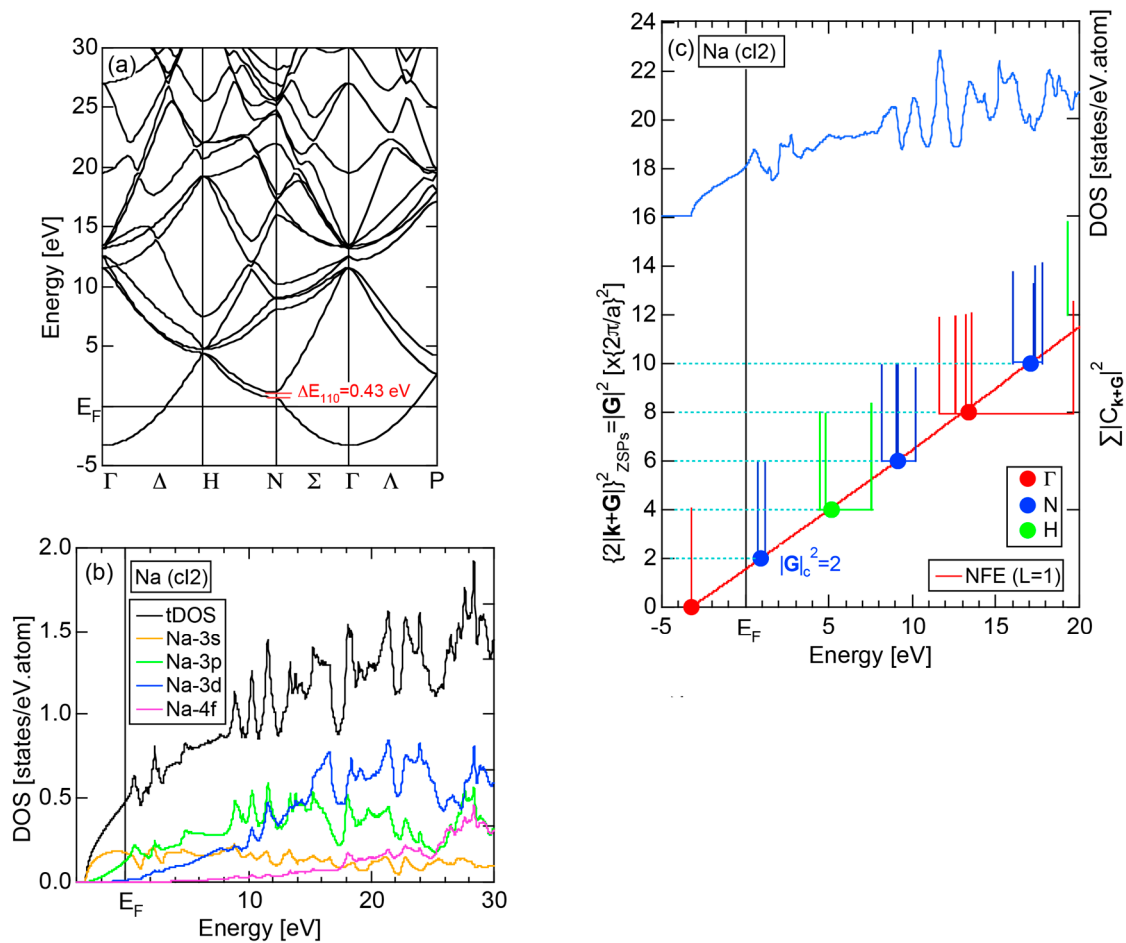 (a)
30
25
20
15
10
5
E_F
-5
Energy [eV]
ΔE_110=0.43 eV
Γ Δ H N Σ Γ Λ P
(b)
Na (cI2)
tDOS
Na-3s
Na-3p
Na-3d
Na-4f
2.0
1.5
1.0
0.5
0.0
DOS [states/eV.atom]
E_F 10 20 30
Energy [eV]
(c)
Na (cI2)
24
22
20
18
16
14
12
10
8
6
4
2
0
{2|k+G|}²_ZSPs=|G|² [x{2π/a}²]
DOS [states/eV.atom]
Σ|C_k+G|²
|G|_c²=2
Γ
N
H
NFE (L=1)
-5 E_F 5 10 15 20
Energy [eV]